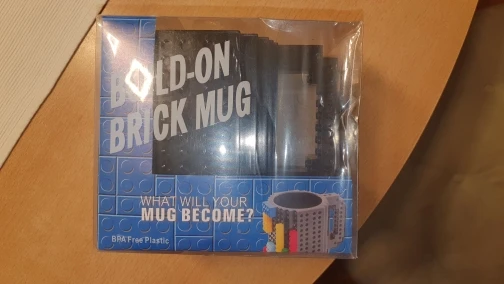 BUILD-ON
BRICK MUG
WHAT WILL YOUR
MUG BECOME?
BPA Free Plastic